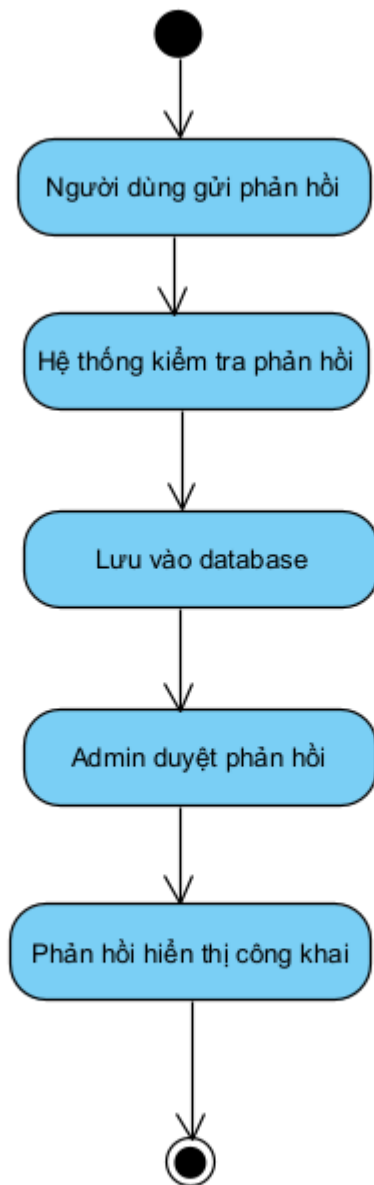 Người dùng gửi phản hồi
Hệ thống kiểm tra phản hồi
Lưu vào database
Admin duyệt phản hồi
Phản hồi hiển thị công khai